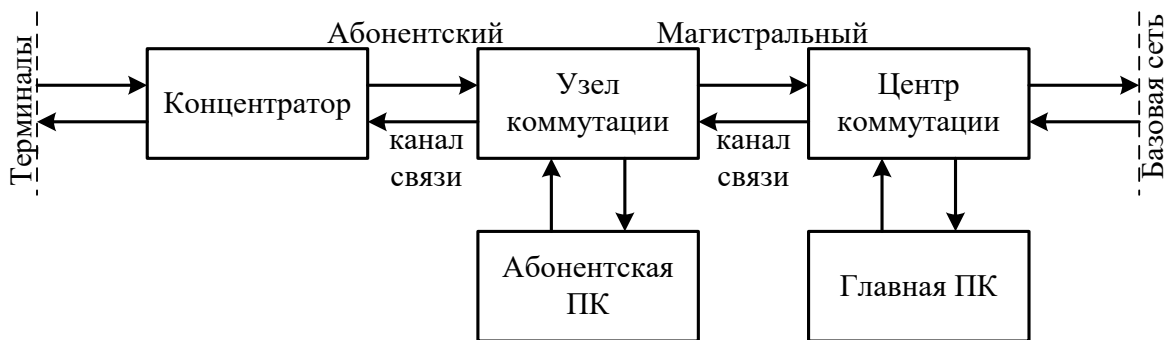 Терминалы
Концентратор
Абонентский
канал
связи
Узел
коммутации
Абонентская
ПК
Магистральный
канал
связи
Центр
коммутации
Главная ПК
Базовая сеть